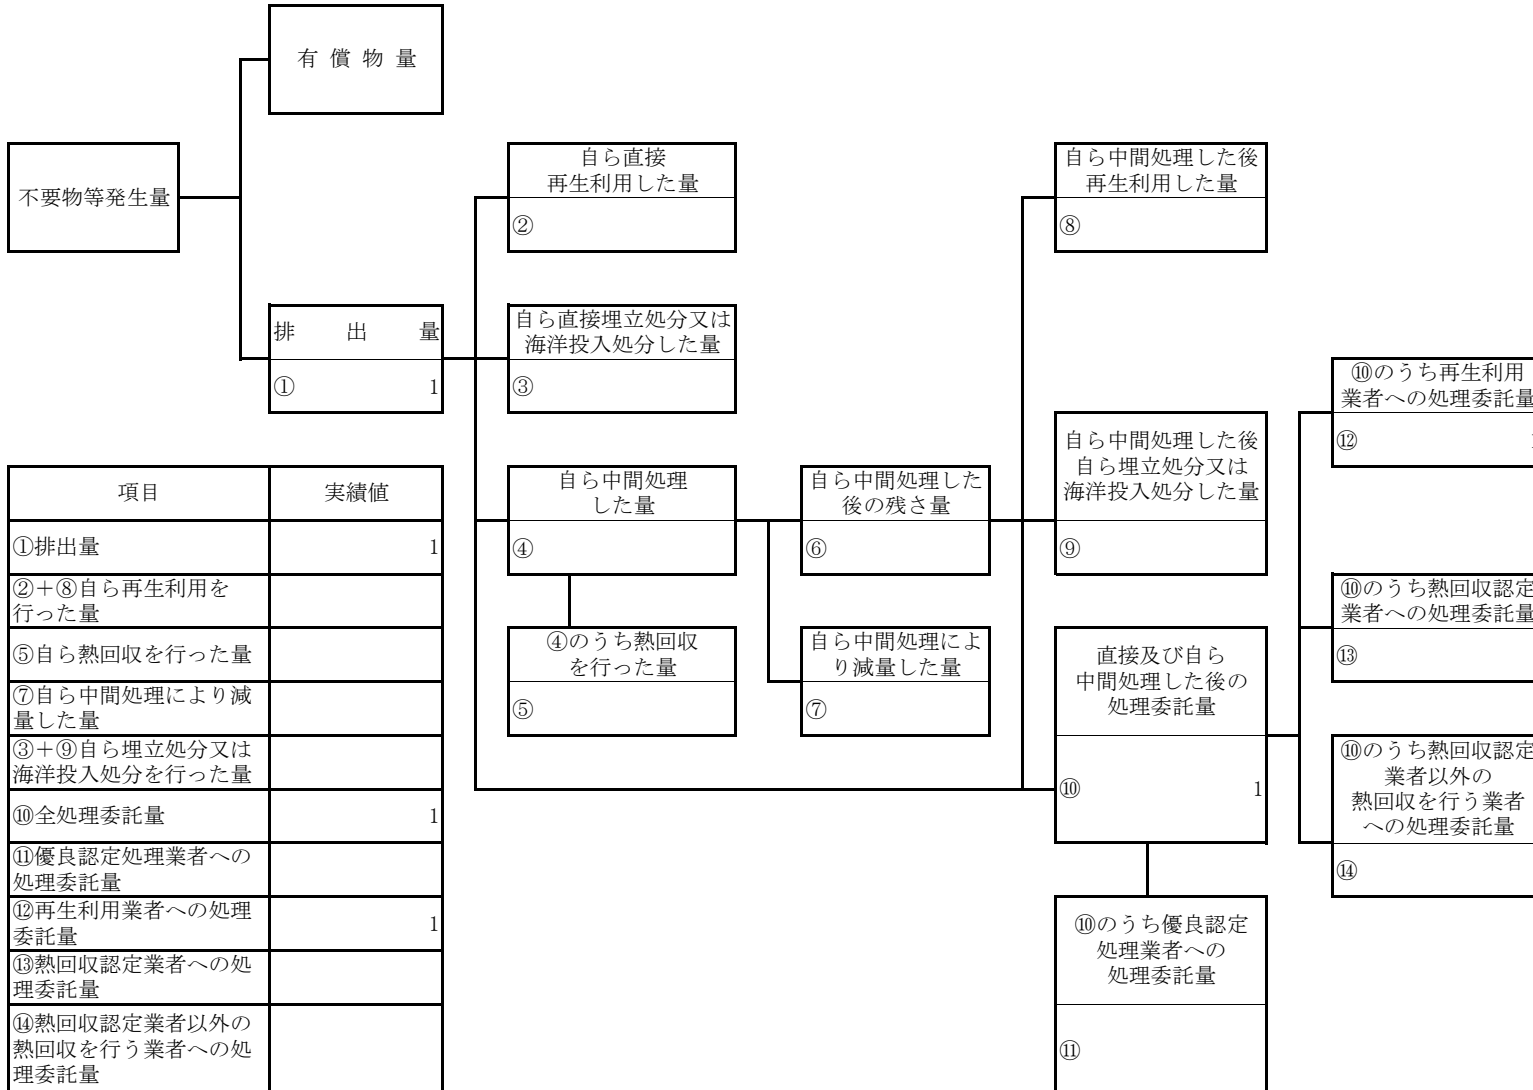 有償物量
不要物等発生量
自ら直接
再生利用した量
②
自ら中間処理した後
再生利用した量
⑧
排出量
① 1
自ら直接埋立処分又は
海洋投入処分した量
③
⑩のうち再生利用
業者への処理委託量
⑫
自ら中間処理した後
自ら埋立処分又は
海洋投入処分した量
⑨
自ら中間処理
した量
④
自ら中間処理した
後の残さ量
⑥
④のうち熱回収
を行った量
⑤
自ら中間処理によ
り減量した量
⑦
直接及び自ら
中間処理した後の
処理委託量
⑩ 1
⑩のうち熱回収認定
業者への処理委託量
⑬
⑩のうち熱回収認定
業者以外の
熱回収を行う業者
への処理委託量
⑭
⑩のうち優良認定
処理業者への
処理委託量
⑪
項目 実績値
①排出量 1
②+⑧自ら再生利用を
行った量
⑤自ら熱回収を行った量
⑦自ら中間処理により減
量した量
③+⑨自ら埋立処分又は
海洋投入処分を行った量
⑩全処理委託量 1
⑪優良認定処理業者への
処理委託量
⑫再生利用業者への処理
委託量 1
⑬熱回収認定業者への処
理委託量
⑭熱回収認定業者以外の
熱回収を行う業者への処
理委託量